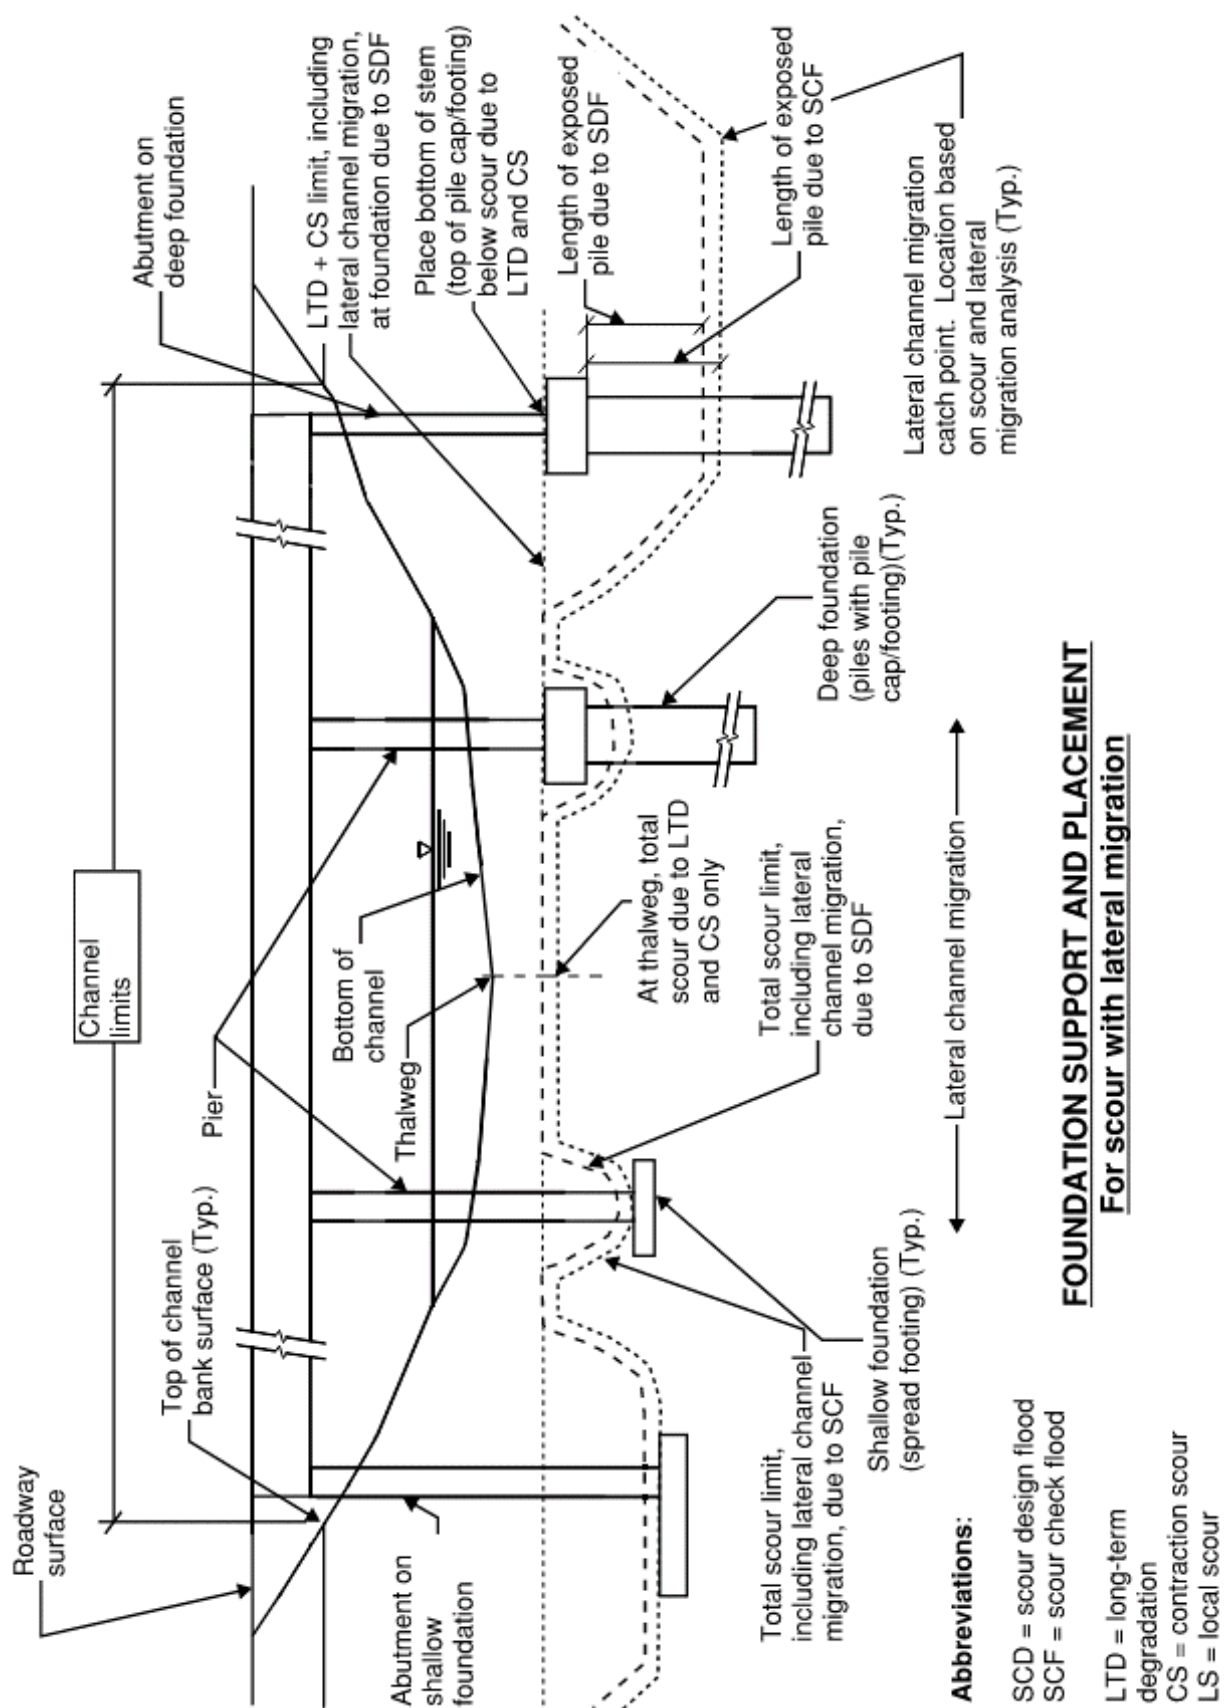 Roadway
surface
Top of channel
bank surface (Typ.)
Channel
limits
Pier
Abutment on
deep foundation
LTD + CS limit, including
lateral channel migration,
at foundation due to SDF
Place bottom of stem
(top of pile cap/footing)
below scour due to
LTD and CS
Length of exposed
pile due to SDF
Length of exposed
pile due to SCF
Lateral channel migration
catch point. Location based
on scour and lateral
migration analysis (Typ.)
Bottom of
channel
Thalweg
At thalweg, total
scour due to LTD
and CS only
Deep foundation
(piles with pile
cap/footing)(Typ.)
Total scour limit,
including lateral
channel migration,
due to SDF
Abutment on
shallow
foundation
Total scour limit,
including lateral channel
migration, due to SCF
Shallow foundation
(spread footing) (Typ.)
Lateral channel migration
Abbreviations:
SCD = scour design flood
SCF = scour check flood
LTD = long-term
degradation
CS = contraction scour
LS = local scour
FOUNDATION SUPPORT AND PLACEMENT
For scour with lateral migration